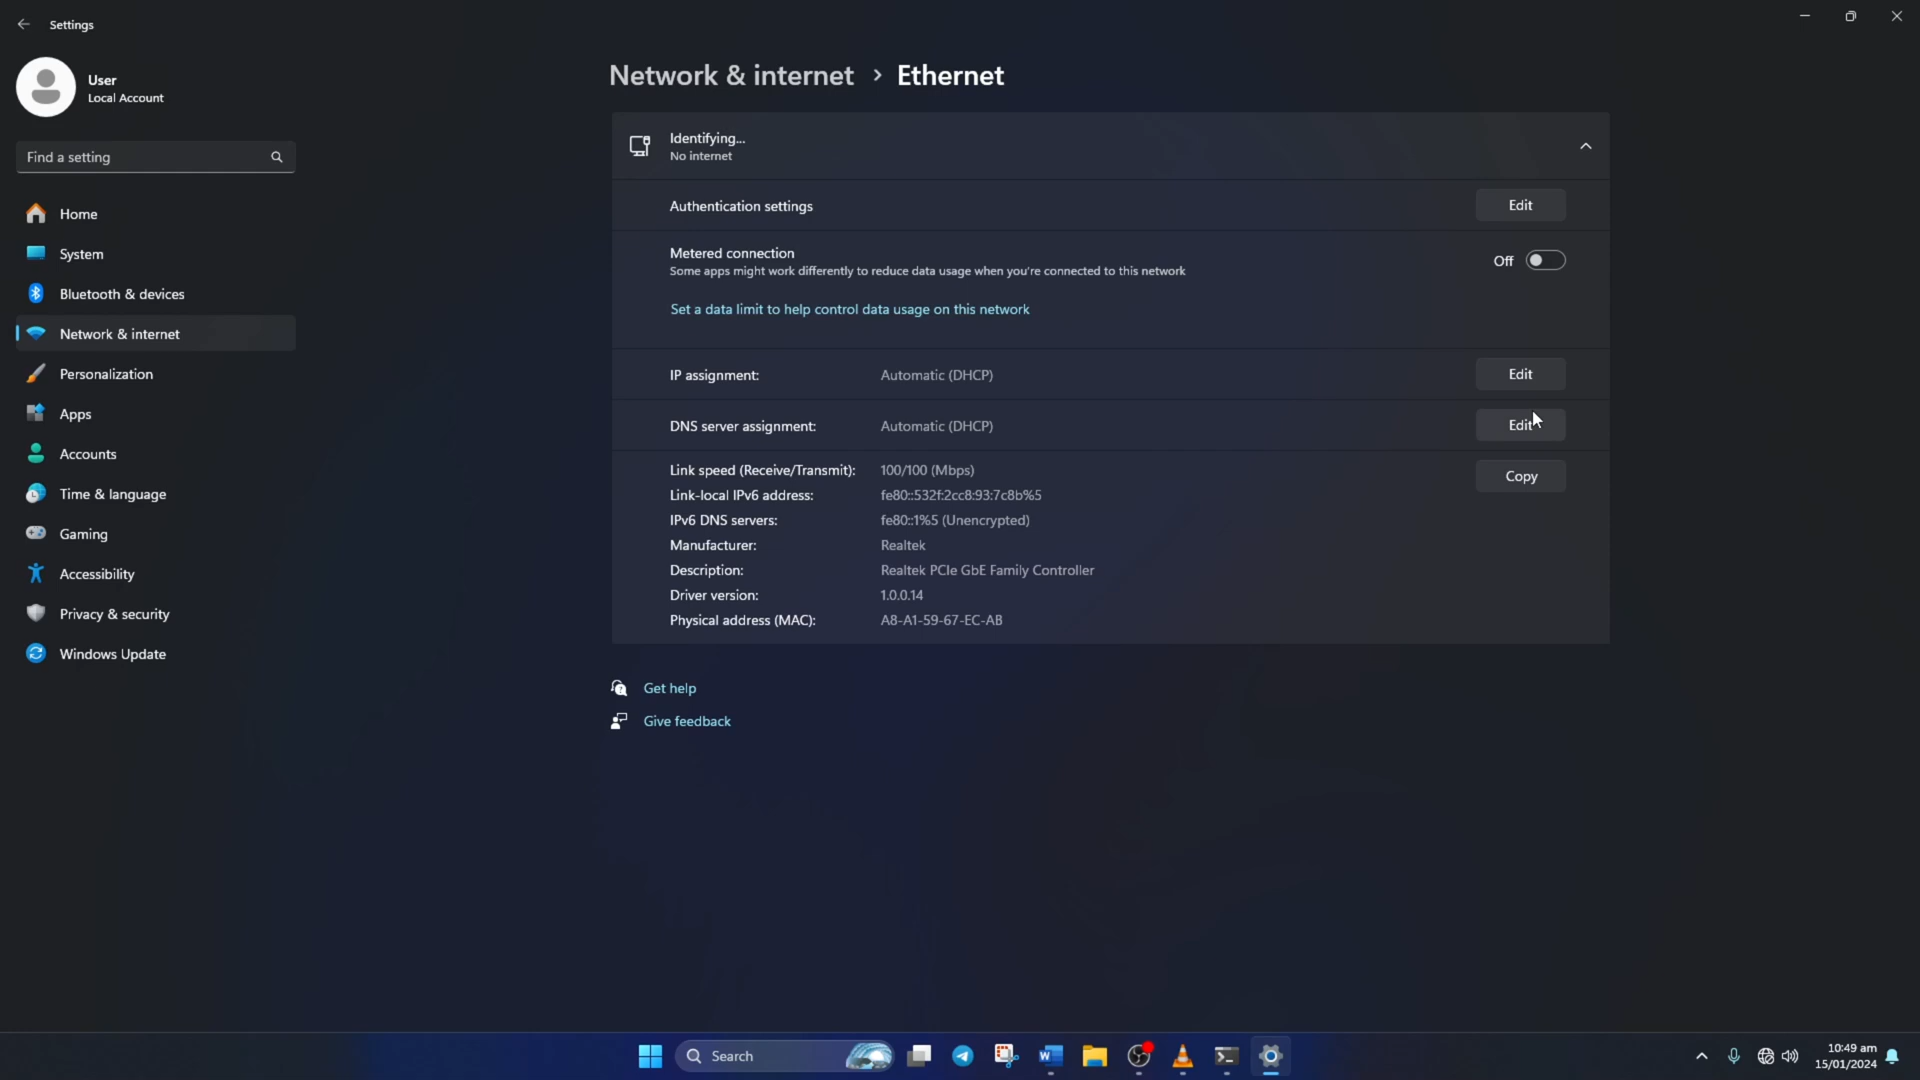 Settings
User
Local Account
Find a setting
Home
System
Bluetooth & devices
Network & internet
Personalization
Apps
Accounts
Time & language
Gaming
Accessibility
Privacy & security
Windows Update
Network & internet > Ethernet
Identifying...
No internet
Authentication settings Edit
Metered connection
Some apps might work differently to reduce data usage when you're connected to this network
Off
Set a data limit to help control data usage on this network
IP assignment: Automatic (DHCP) Edit
DNS server assignment: Automatic (DHCP) Edit
Link speed (Receive/Transmit): 100/100 (Mbps) Copy
Link-local IPv6 address: fe80::532f:2cc8:93:7c8b%5
IPv6 DNS servers: fe80::1%5 (Unencrypted)
Manufacturer: Realtek
Description: Realtek PCIe GbE Family Controller
Driver version: 1.0.0.14
Physical address (MAC): A8-A1-59-67-EC-AB
Get help
Give feedback
Search
10:49 am
15/01/2024